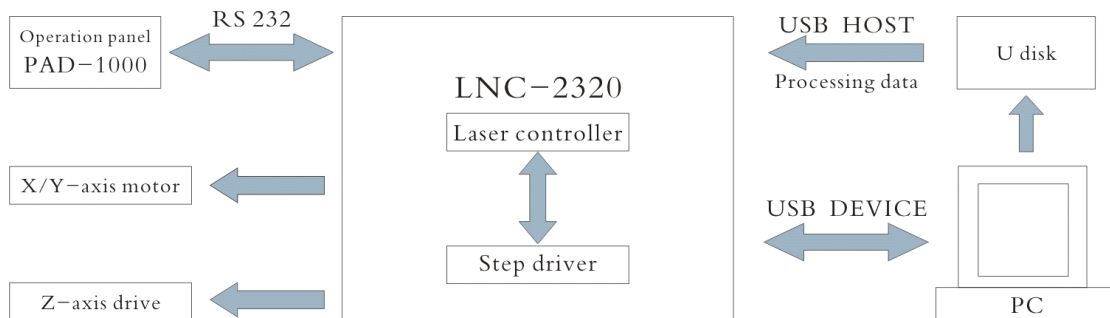 Operation panel
PAD-1000
RS 232
LNC-2320
Laser controller
Step driver
X/Y-axis motor
Z-axis drive
USB HOST
Processing data
U disk
USB DEVICE
PC